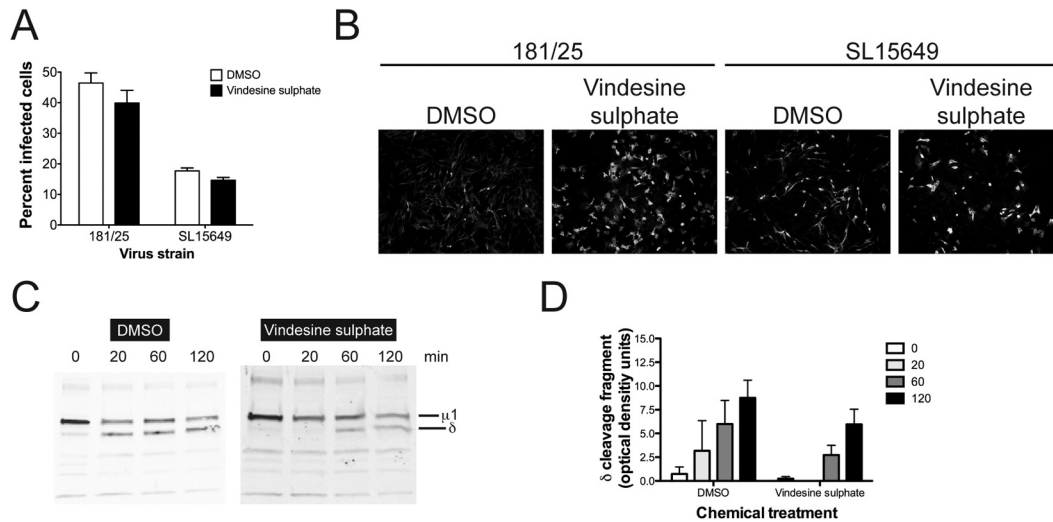 A
Percent infected cells
50
40
30
20
10
0
181/25
SL15649
Virus strain
DMSO
Vindesine sulphate
B
181/25
SL15649
DMSO
Vindesine sulphate
DMSO
Vindesine sulphate
C
DMSO
Vindesine sulphate
0 20 60 120
0 20 60 120 min
μ1
δ
D
δ cleavage fragment
(optical densitiy units)
15.0
12.5
10.0
7.5
5.0
2.5
0.0
DMSO
Vindesine sulphate
Chemical treatment
0
20
60
120